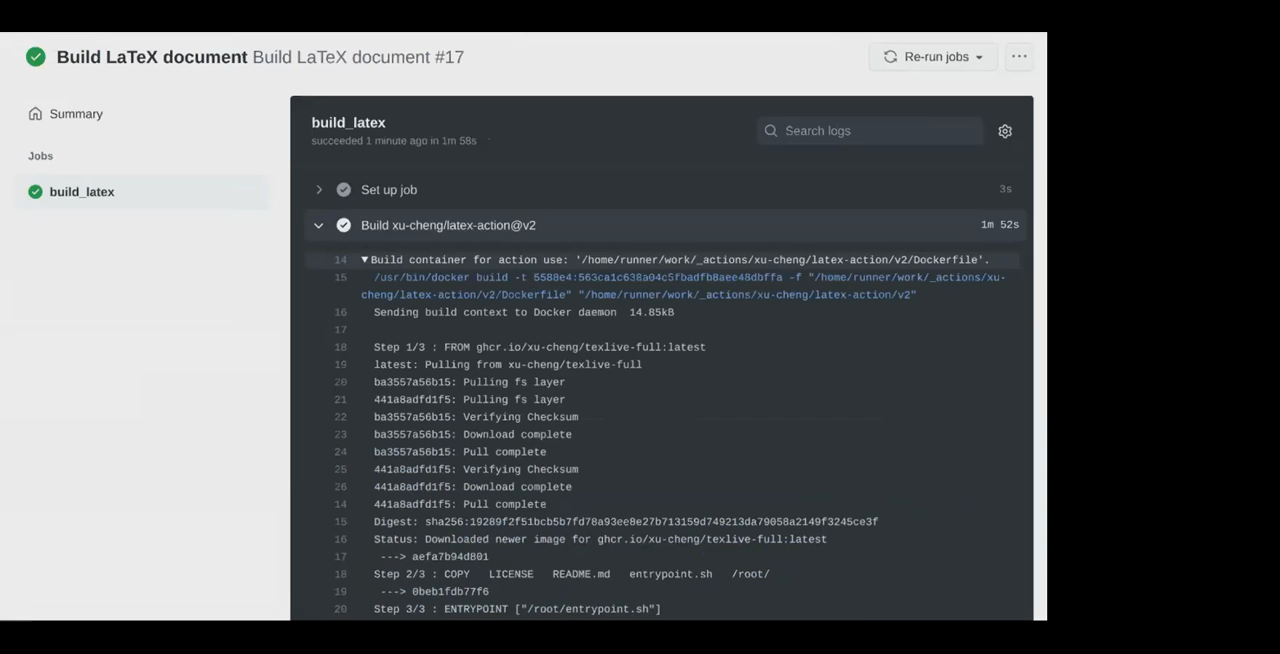 Build LaTeX document Build LaTeX document #17
Re-run jobs
Summary
Jobs
build_latex
build_latex
succeeded 1 minute ago in 1m 58s
Search logs
Set up job 3s
Build xu-cheng/latex-action@v2 1m 52s
14 ▼Build container for action use: '/home/runner/work/_actions/xu-cheng/latex-action/v2/Dockerfile'.
15 /usr/bin/docker build -t 5588e4:563ca1c638a04c5fbadfb8aee48dbffa -f "/home/runner/work/_actions/xu-
cheng/latex-action/v2/Dockerfile" "/home/runner/work/_actions/xu-cheng/latex-action/v2"
16 Sending build context to Docker daemon 14.85kB
17
18 Step 1/3 : FROM ghcr.io/xu-cheng/texlive-full:latest
19 latest: Pulling from xu-cheng/texlive-full
20 ba3557a56b15: Pulling fs layer
21 441a8adfd1f5: Pulling fs layer
22 ba3557a56b15: Verifying Checksum
23 ba3557a56b15: Download complete
24 ba3557a56b15: Pull complete
25 441a8adfd1f5: Verifying Checksum
26 441a8adfd1f5: Download complete
14 441a8adfd1f5: Pull complete
15 Digest: sha256:19289f2f51bcb5b7fd78a93ee8e27b713159d749213da79058a2149f3245ce3f
16 Status: Downloaded newer image for ghcr.io/xu-cheng/texlive-full:latest
17 ---> aefa7b94d801
18 Step 2/3 : COPY LICENSE README.md entrypoint.sh /root/
19 ---> 0beb1fdb77f6
20 Step 3/3 : ENTRYPOINT ["/root/entrypoint.sh"]